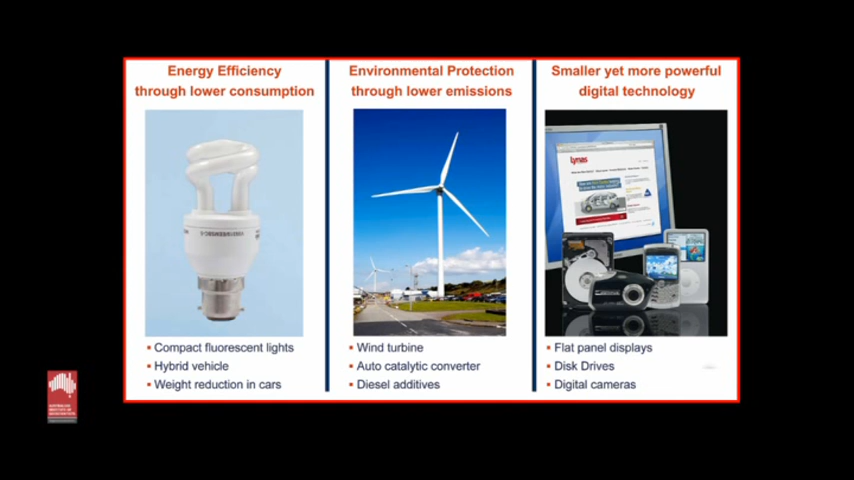 Energy Efficiency
through lower consumption
Environmental Protection
through lower emissions
Smaller yet more powerful
digital technology
Lynas
▪ Compact fluorescent lights
▪ Hybrid vehicle
▪ Weight reduction in cars
▪ Wind turbine
▪ Auto catalytic converter
▪ Diesel additives
▪ Flat panel displays
▪ Disk Drives
▪ Digital cameras